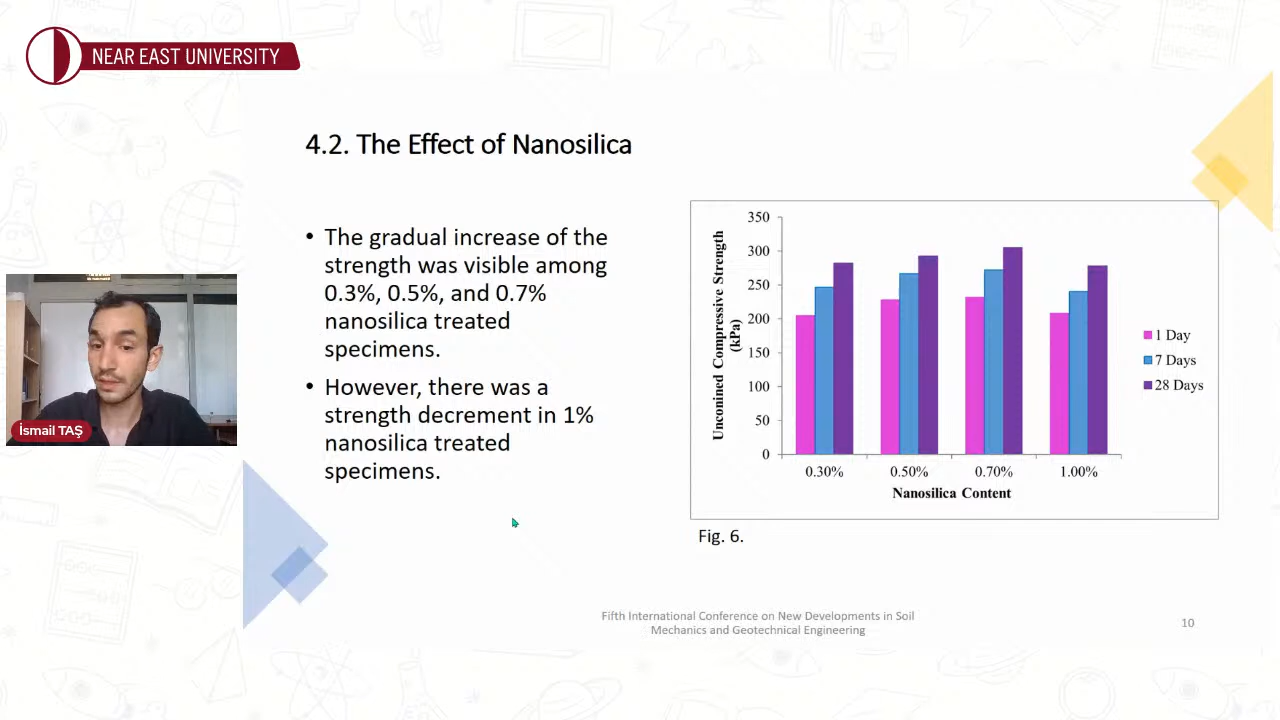 NEAR EAST UNIVERSITY
4.2. The Effect of Nanosilica
• The gradual increase of the
strength was visible among
0.3%, 0.5%, and 0.7%
nanosilica treated
specimens.
• However, there was a
strength decrement in 1%
nanosilica treated
specimens.
İsmail TAŞ
Unconined Compressive Strength
(kPa)
350
300
250
200
150
100
50
0
0.30%
0.50%
0.70%
1.00%
Nanosilica Content
1 Day
7 Days
28 Days
Fig. 6.
Fifth International Conference on New Developments in Soil
Mechanics and Geotechnical Engineering
10